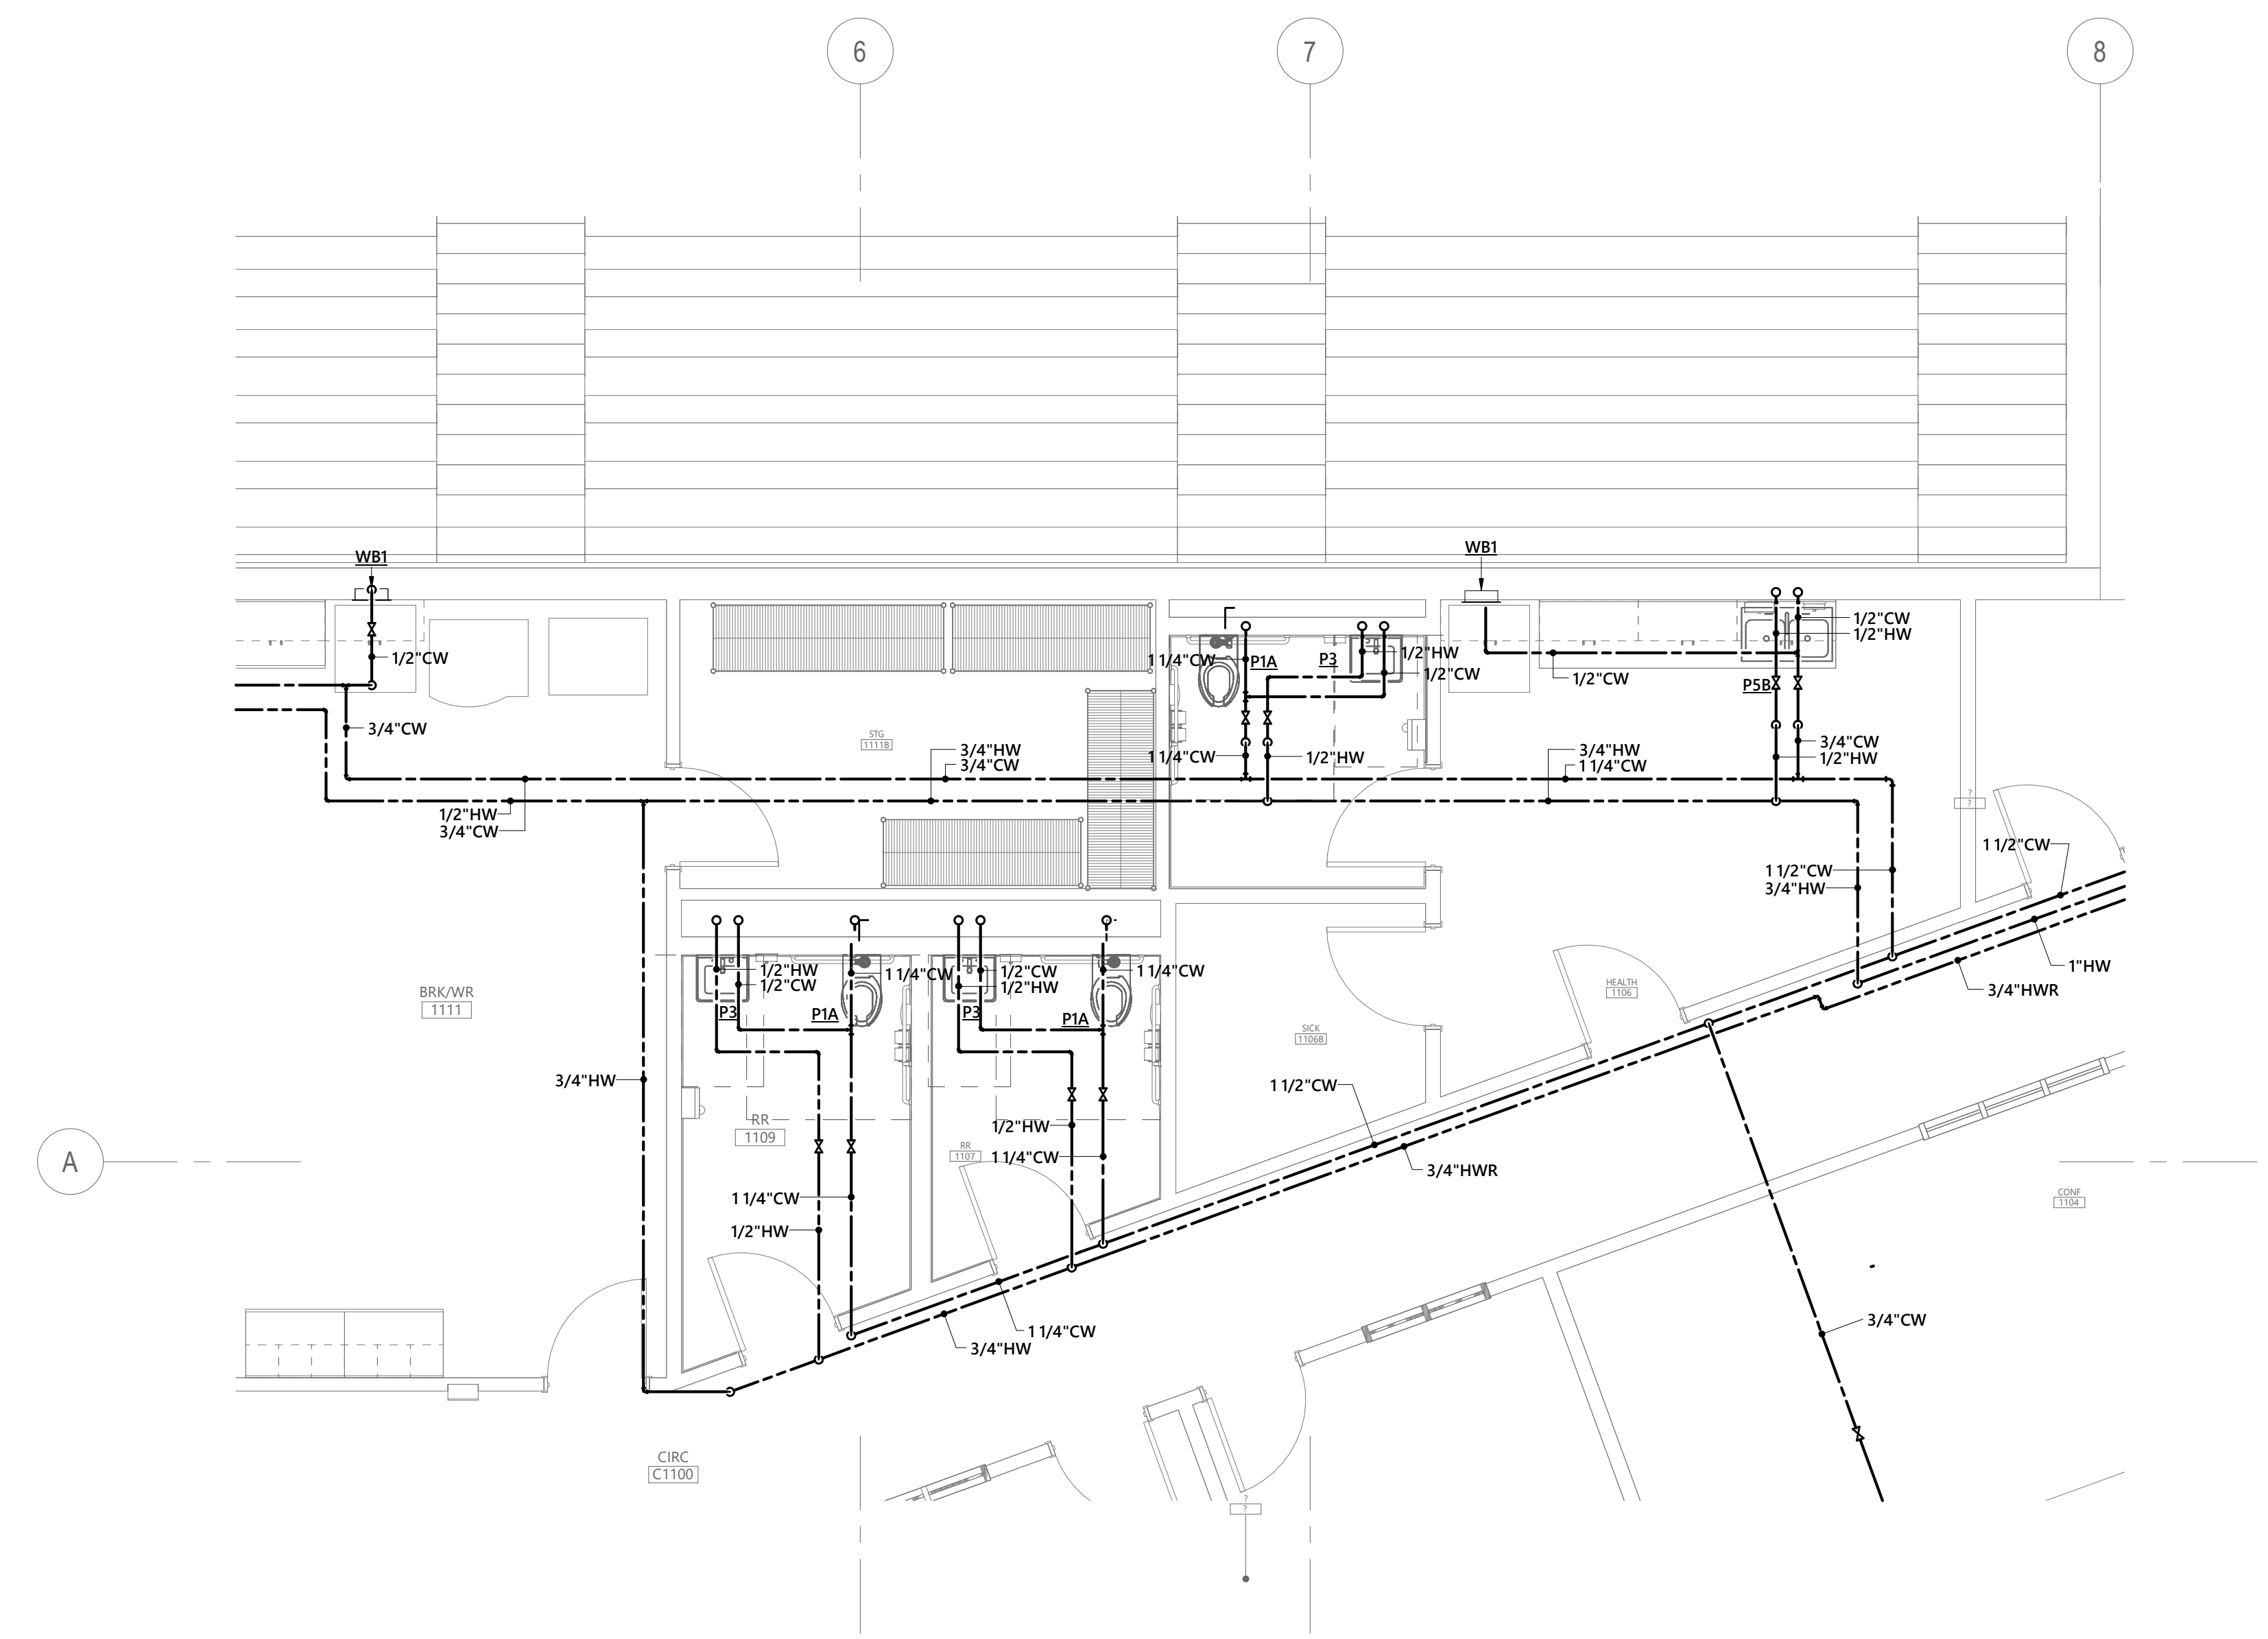 6
7
8
WB1
WB1
1/2"CW
1/2"HW
1/2"CW
1 1/4"CW
P1A
P3
1/2"HW
1/2"CW
1/2"CW
P5B
3/4"CW
STG
1111B
3/4"HW
3/4"CW
1 1/4"CW
1/2"HW
3/4"HW
1 1/4"CW
3/4"CW
1/2"HW
?
?
1/2"HW
3/4"CW
1 1/2"CW
1 1/2"CW
3/4"HW
1"HW
3/4"HWR
1/2"HW
1/2"CW
1 1/4"CW
1/2"CW
1/2"HW
1 1/4"CW
P3
P1A
P3
P1A
BRK/WR
1111
HEALTH
1106
SICK
1106B
3/4"HW
1 1/2"CW
RR
1109
1/2"HW
RR
1107
1 1/4"CW
A
3/4"HWR
1 1/4"CW
CONF
1104
1/2"HW
1 1/4"CW
3/4"HW
3/4"CW
CIRC
C1100
?
?